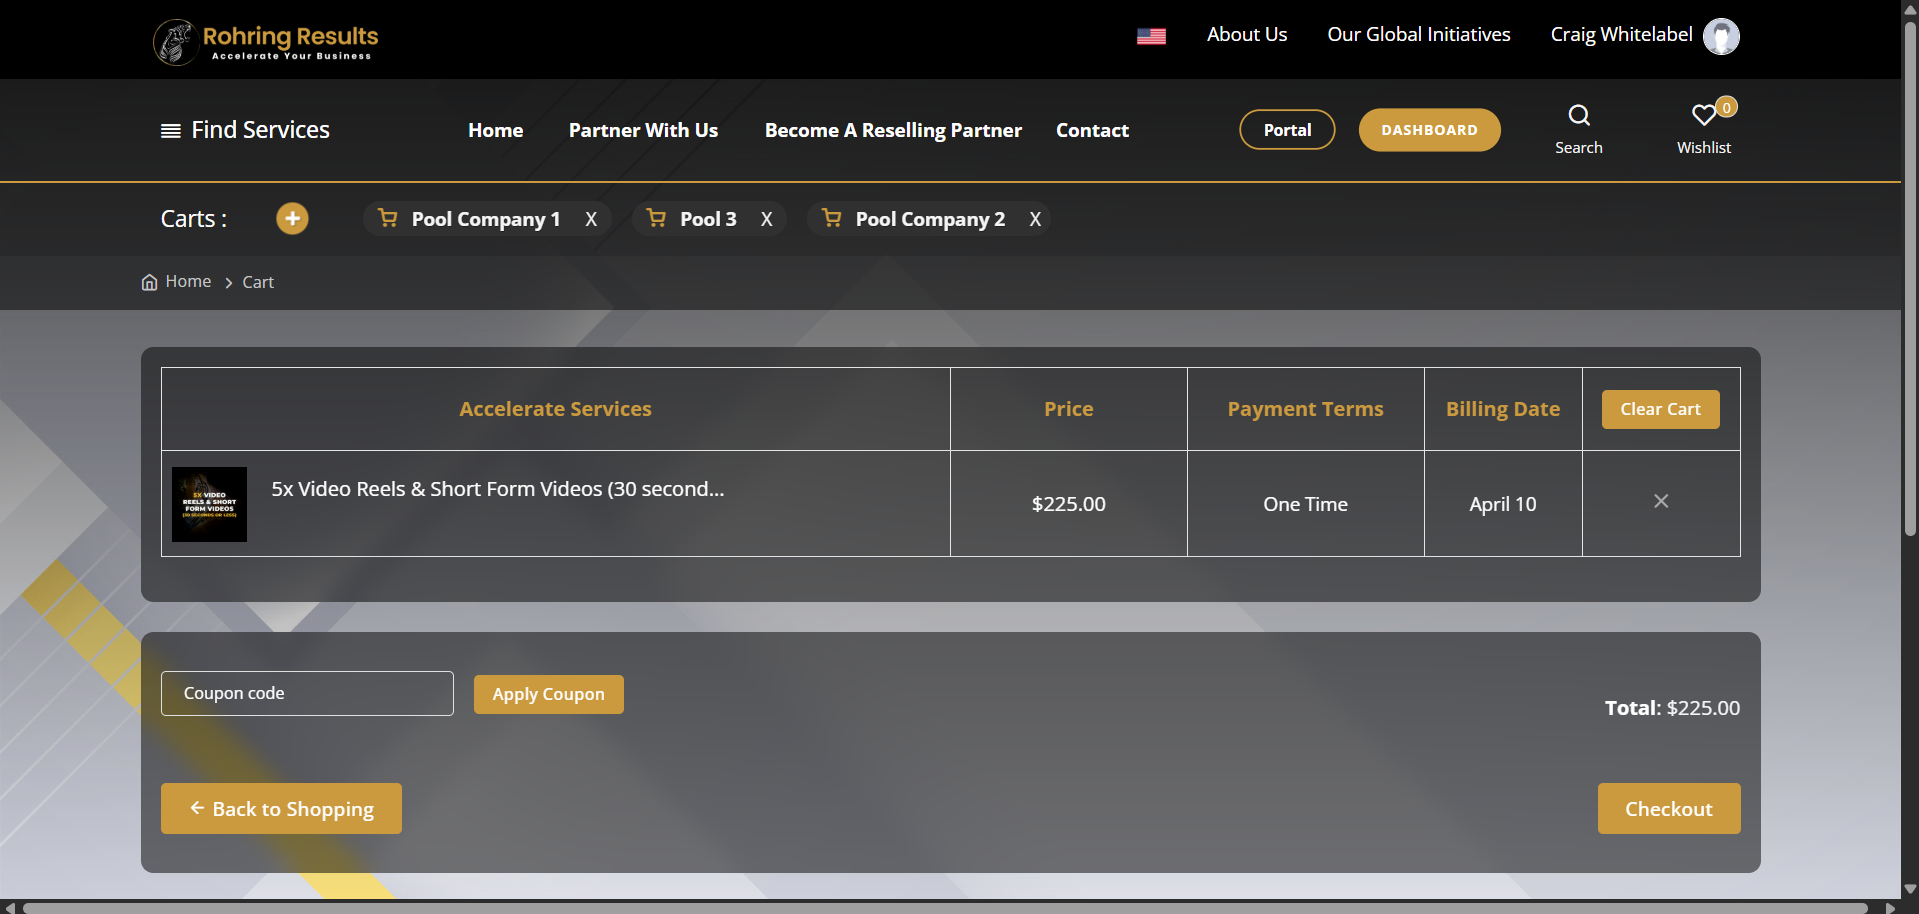 Rohring Results
Accelerate Your Business
About Us
Our Global Initiatives
Craig Whitelabel
Find Services
Home
Partner With Us
Become A Reselling Partner
Contact
Portal
DASHBOARD
Search
0
Wishlist
Carts :
Pool Company 1 X
Pool 3 X
Pool Company 2 X
Home > Cart
Accelerate Services
Price
Payment Terms
Billing Date
Clear Cart
5X VIDEO
REELS & SHORT
FORM VIDEOS
(30 SECONDS OR LESS)
5x Video Reels & Short Form Videos (30 second...
$225.00
One Time
April 10
Coupon code
Apply Coupon
Total: $225.00
Back to Shopping
Checkout